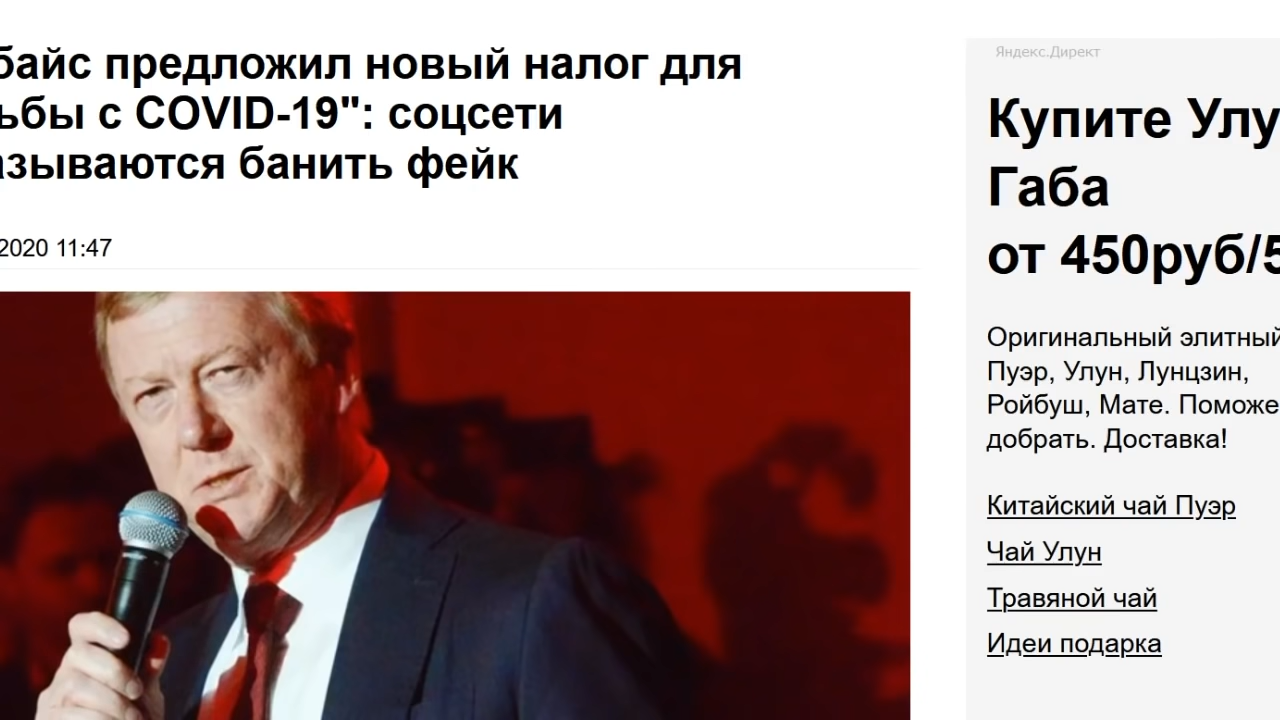 байс предложил новый налог для
ьбы с COVID-19": соцсети
азываются банить фейк
2020 11:47
Яндекс.Директ
Купите Улу
Габа
от 450руб/5
Оригинальный элитный
Пуэр, Улун, Лунцзин,
Ройбуш, Мате. Поможе
добрать. Доставка!
Китайский чай Пуэр
Чай Улун
Травяной чай
Идеи подарка